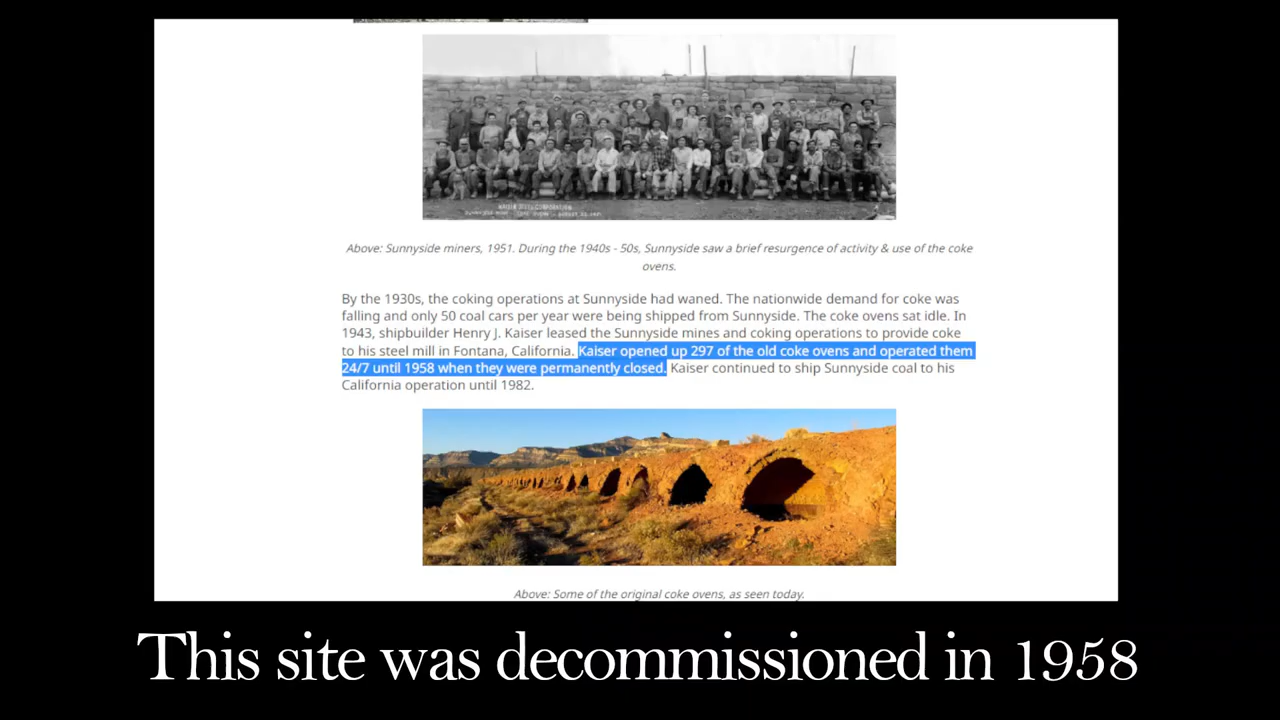 KAISER STEEL CORPORATION
Above: Sunnyside miners, 1951. During the 1940s - 50s, Sunnyside saw a brief resurgence of activity & use of the coke
ovens.
By the 1930s, the coking operations at Sunnyside had waned. The nationwide demand for coke was
falling and only 50 coal cars per year were being shipped from Sunnyside. The coke ovens sat idle. In
1943, shipbuilder Henry J. Kaiser leased the Sunnyside mines and coking operations to provide coke
to his steel mill in Fontana, California. Kaiser opened up 297 of the old coke ovens and operated them
24/7 until 1958 when they were permanently closed. Kaiser continued to ship Sunnyside coal to his
California operation until 1982.
Above: Some of the original coke ovens, as seen today.
This site was decommissioned in 1958